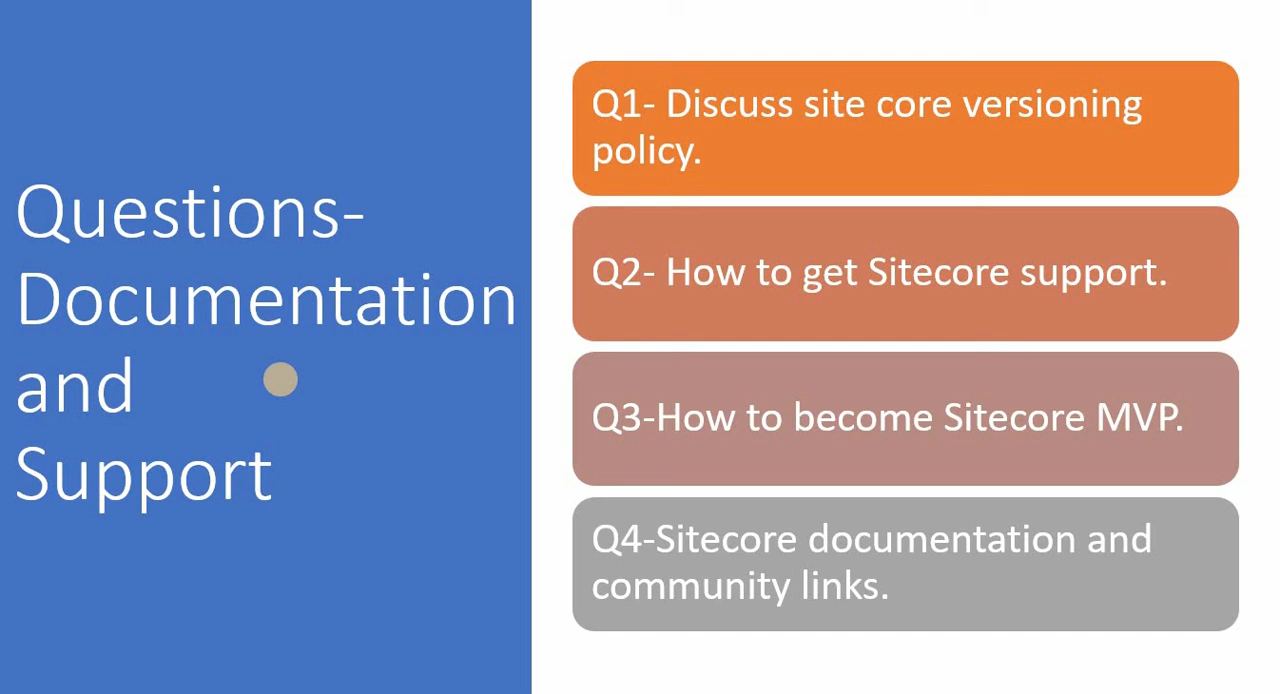 Questions-
Documentation
and
Support
Q1- Discuss site core versioning
policy.
Q2- How to get Sitecore support.
Q3-How to become Sitecore MVP.
Q4-Sitecore documentation and
community links.